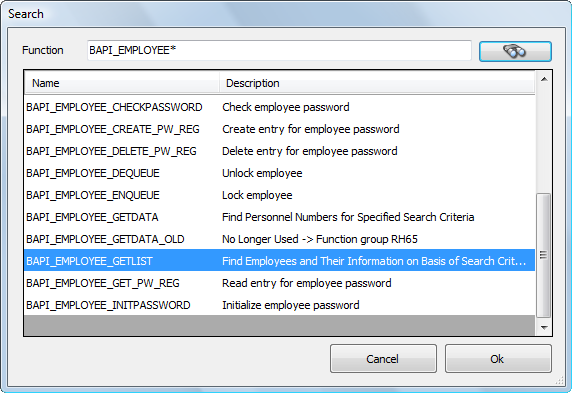 Search
Function BAPI_EMPLOYEE*
Name Description
BAPI_EMPLOYEE_CHECKPASSWORD Check employee password
BAPI_EMPLOYEE_CREATE_PW_REG Create entry for employee password
BAPI_EMPLOYEE_DELETE_PW_REG Delete entry for employee password
BAPI_EMPLOYEE_DEQUEUE Unlock employee
BAPI_EMPLOYEE_ENQUEUE Lock employee
BAPI_EMPLOYEE_GETDATA Find Personnel Numbers for Specified Search Criteria
BAPI_EMPLOYEE_GETDATA_OLD No Longer Used -> Function group RH65
BAPI_EMPLOYEE_GETLIST Find Employees and Their Information on Basis of Search Crit...
BAPI_EMPLOYEE_GET_PW_REG Read entry for employee password
BAPI_EMPLOYEE_INITPASSWORD Initialize employee password
Cancel Ok